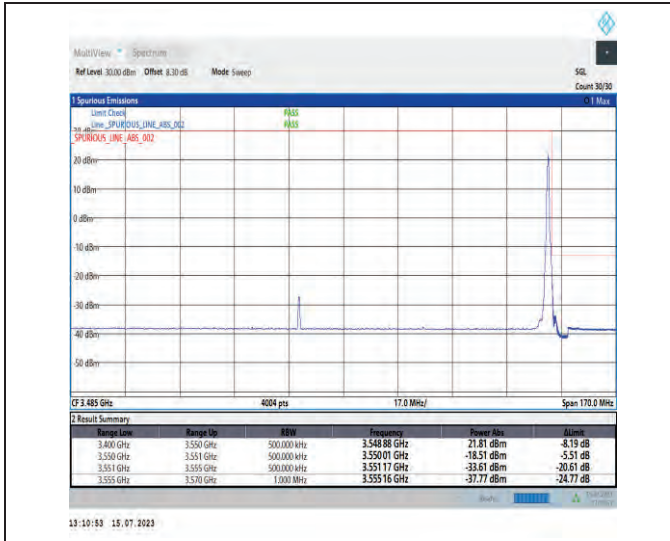 MultiView Spectrum
Ref Level 30.00 dBm Offset 8.30 dB Mode Sweep SGL
Count 30/30
1 Spurious Emissions 1 Max
Limit Check PASS
Line _SPURIOUS_LINE_ABS_002 PASS
_SPURIOUS_LINE_ABS_002
20 dBm
10 dBm
0 dBm
-10 dBm
-20 dBm
-30 dBm
-40 dBm
-50 dBm
CF 3.485 GHz 4004 pts 17.0 MHz/ Span 170.0 MHz
2 Result Summary
Range Low Range Up RBW Frequency Power Abs ΔLimit
3.400 GHz 3.550 GHz 500.000 kHz 3.548 88 GHz 21.81 dBm -8.19 dB
3.550 GHz 3.551 GHz 500.000 kHz 3.550 01 GHz -18.51 dBm -5.51 dB
3.551 GHz 3.555 GHz 500.000 kHz 3.551 17 GHz -33.61 dBm -20.61 dB
3.555 GHz 3.570 GHz 1.000 MHz 3.555 16 GHz -37.77 dBm -24.77 dB
13:10:53 15.07.2023